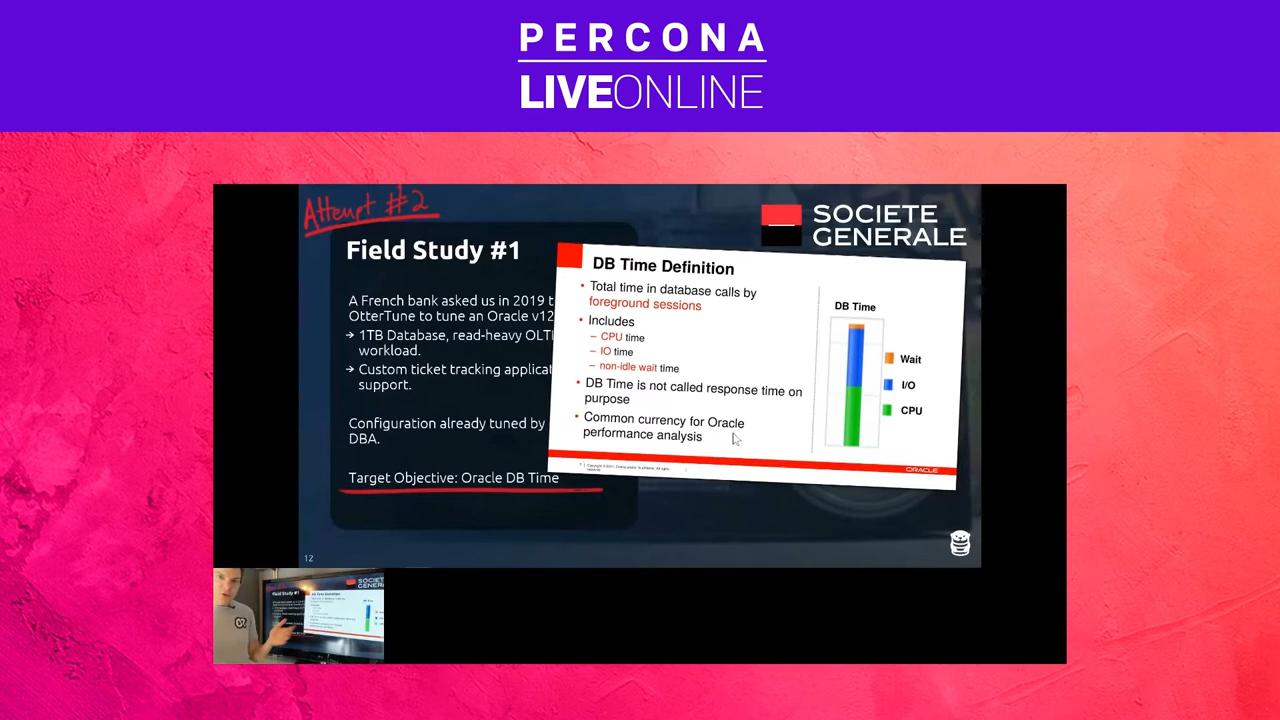 PERCONA
LIVEONLINE
Attempt #2
SOCIETE
GENERALE
Field Study #1
A French bank asked us in 2019 t
OtterTune to tune an Oracle v12
→ 1TB Database, read-heavy OLT
workload.
→ Custom ticket tracking applicat
support.
Configuration already tuned by
DBA.
Target Objective: Oracle DB Time
DB Time Definition
• Total time in database calls by
foreground sessions
• Includes
– CPU time
– IO time
– non-idle wait time
• DB Time is not called response time on
purpose
• Common currency for Oracle
performance analysis
DB Time
Wait
I/O
CPU
ORACLE
12
Field Study #1
SOCIETE